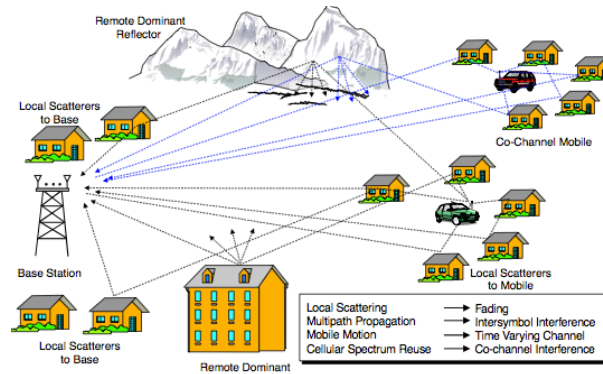 Remote Dominant
Reflector
Local Scatterers
to Base
Co-Channel Mobile
Base Station
Local Scatterers
to Mobile
Local Scatterers
to Base
Remote Dominant
Local Scattering → Fading
Multipath Propagation → Intersymbol Interference
Mobile Motion → Time Varying Channel
Cellular Spectrum Reuse → Co-channel Interference